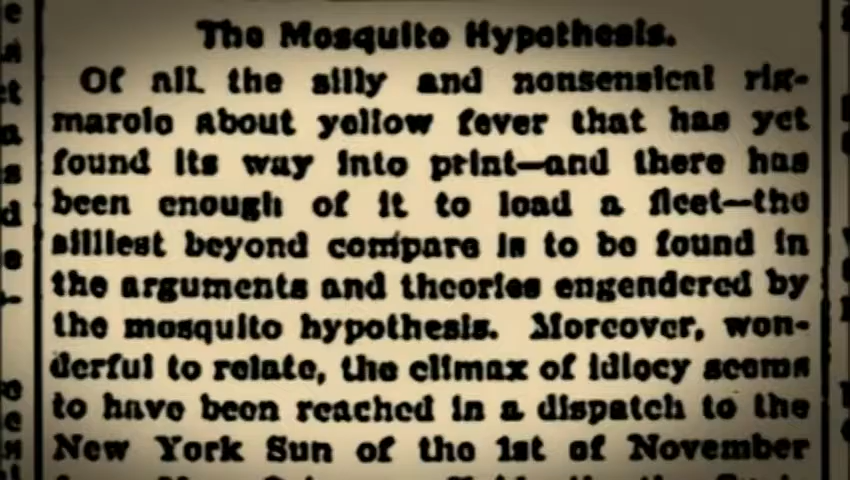 The Mosquito Hypothesis.
Of all the silly and nonsensical rig-
marole about yellow fever that has yet
found its way into print—and there has
been enough of it to load a fleet—the
silliest beyond compare is to be found in
the arguments and theories engendered by
the mosquito hypothesis. Moreover, won-
derful to relate, the climax of idiocy seems
to have been reached in a dispatch to the
New York Sun of the 1st of November